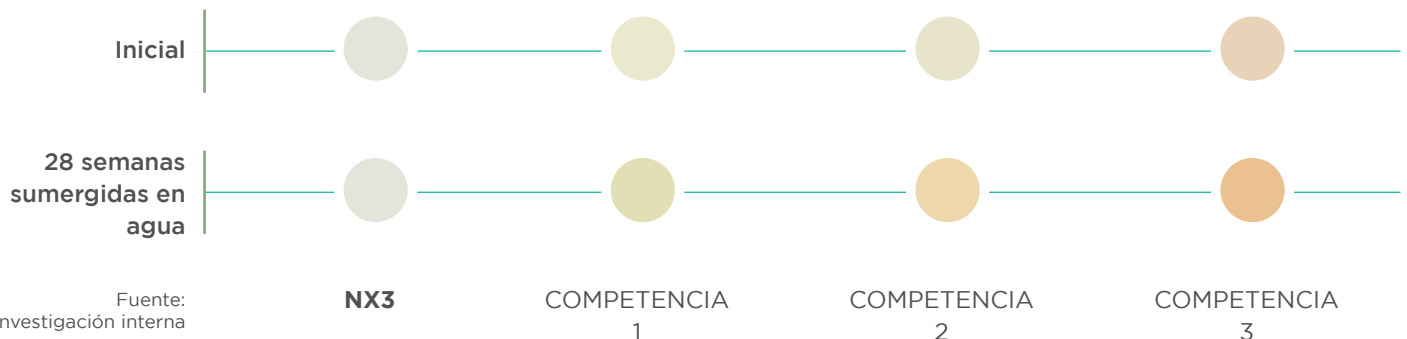 Inicial
28 semanas
sumergidas en
agua
Fuente:
nvestigación interna
NX3
COMPETENCIA
1
COMPETENCIA
2
COMPETENCIA
3